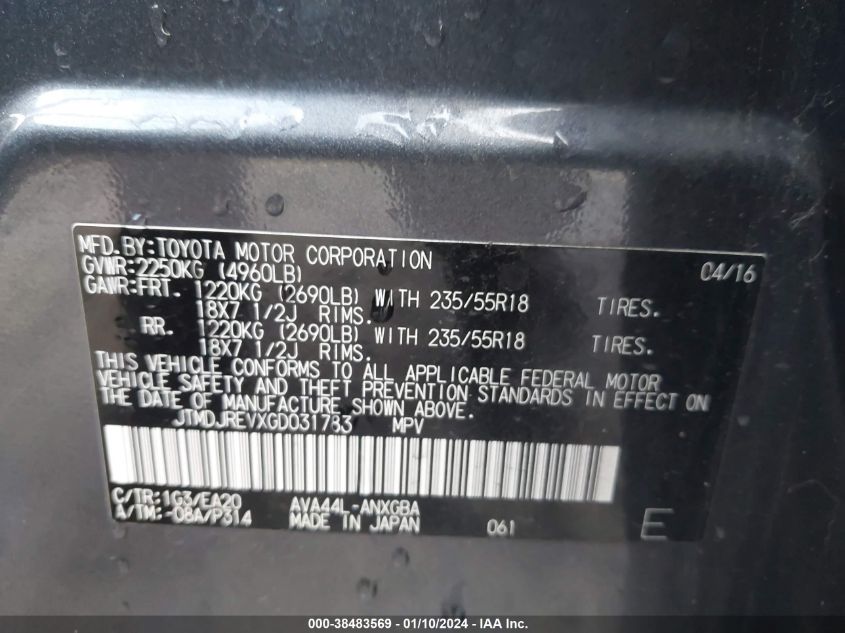 MFD.BY:TOYOTA MOTOR CORPORATION 04/16
GVWR:2250KG (4960LB)
GAWR:FRT. 1220KG (2690LB) WITH 235/55R18 TIRES.
18X7 1/2J RIMS.
RR. 1220KG (2690LB) WITH 235/55R18 TIRES.
18X7 1/2J RIMS.
THIS VEHICLE CONFORMS TO ALL APPLICABLE FEDERAL MOTOR
VEHICLE SAFETY AND THEFT PREVENTION STANDARDS IN EFFECT ON
THE DATE OF MANUFACTURE SHOWN ABOVE.
JTMDJREVXGD031783 MPV
C/TR:1G3/EA20 AVA44L-ANXGBA
A/TM:-08A/P314 MADE IN JAPAN 061 E
000-38483569 - 01/10/2024 - IAA Inc.